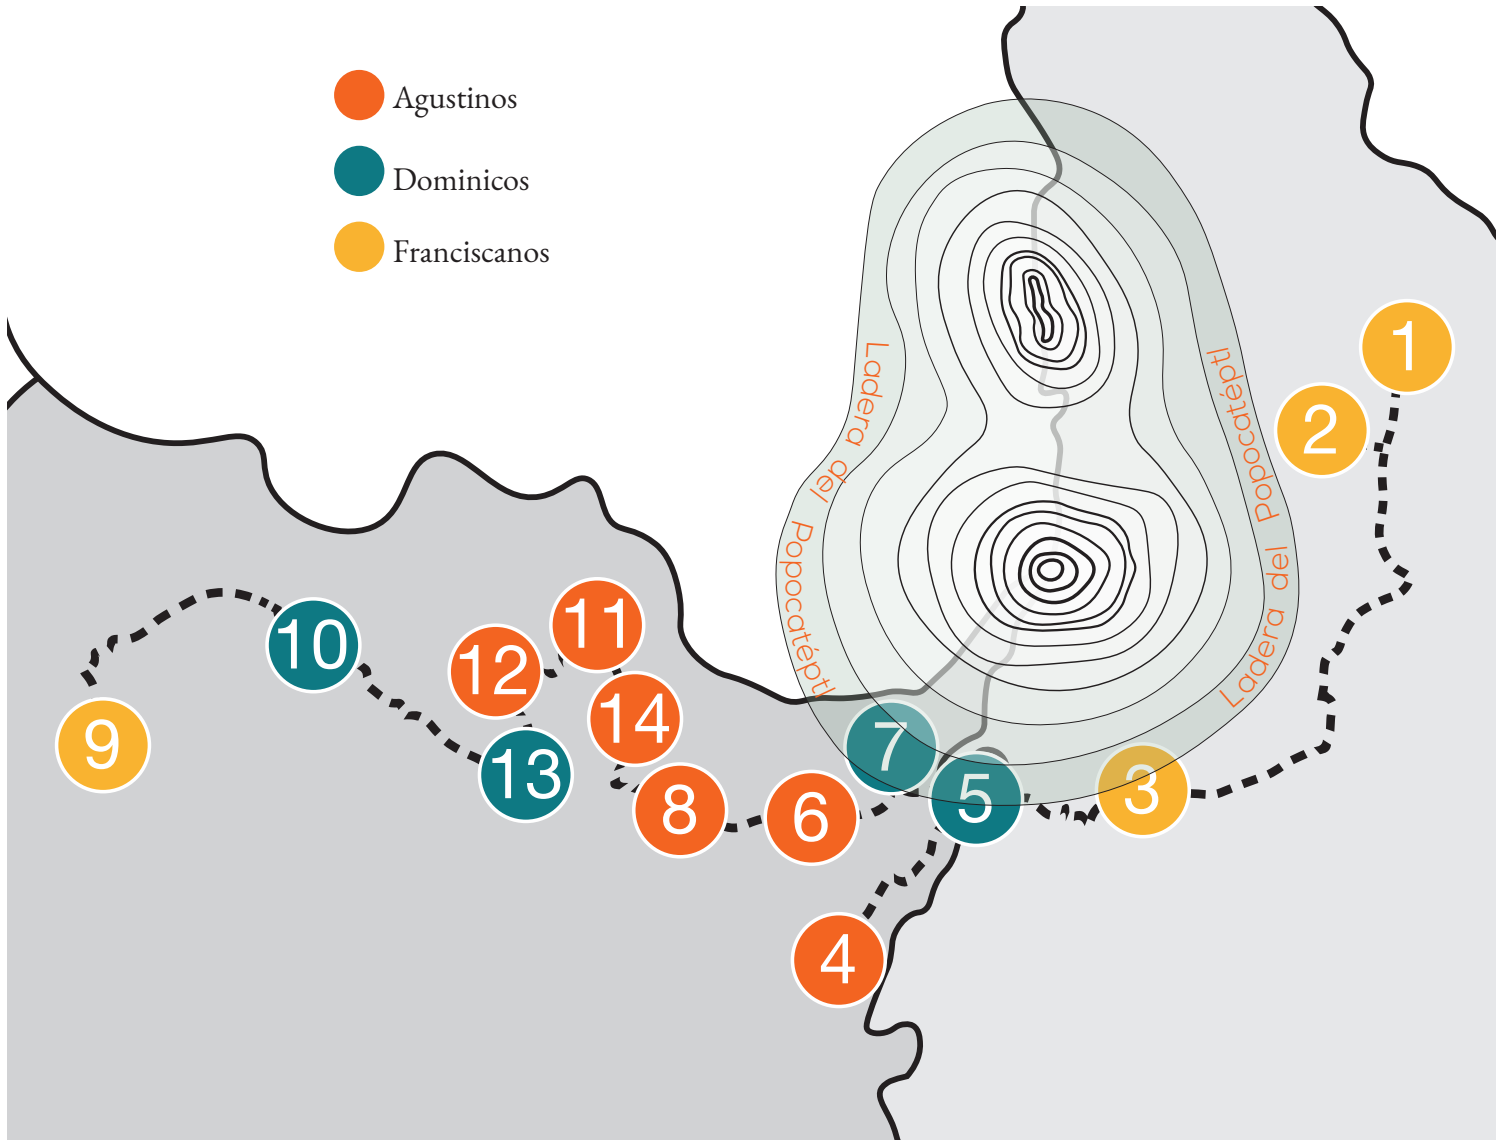 Agustinos
Dominicos
Franciscanos
Ladera del Popocatéptl
Ladera del Popocatéptl
1
2
3
4
5
6
7
8
9
10
11
12
13
14